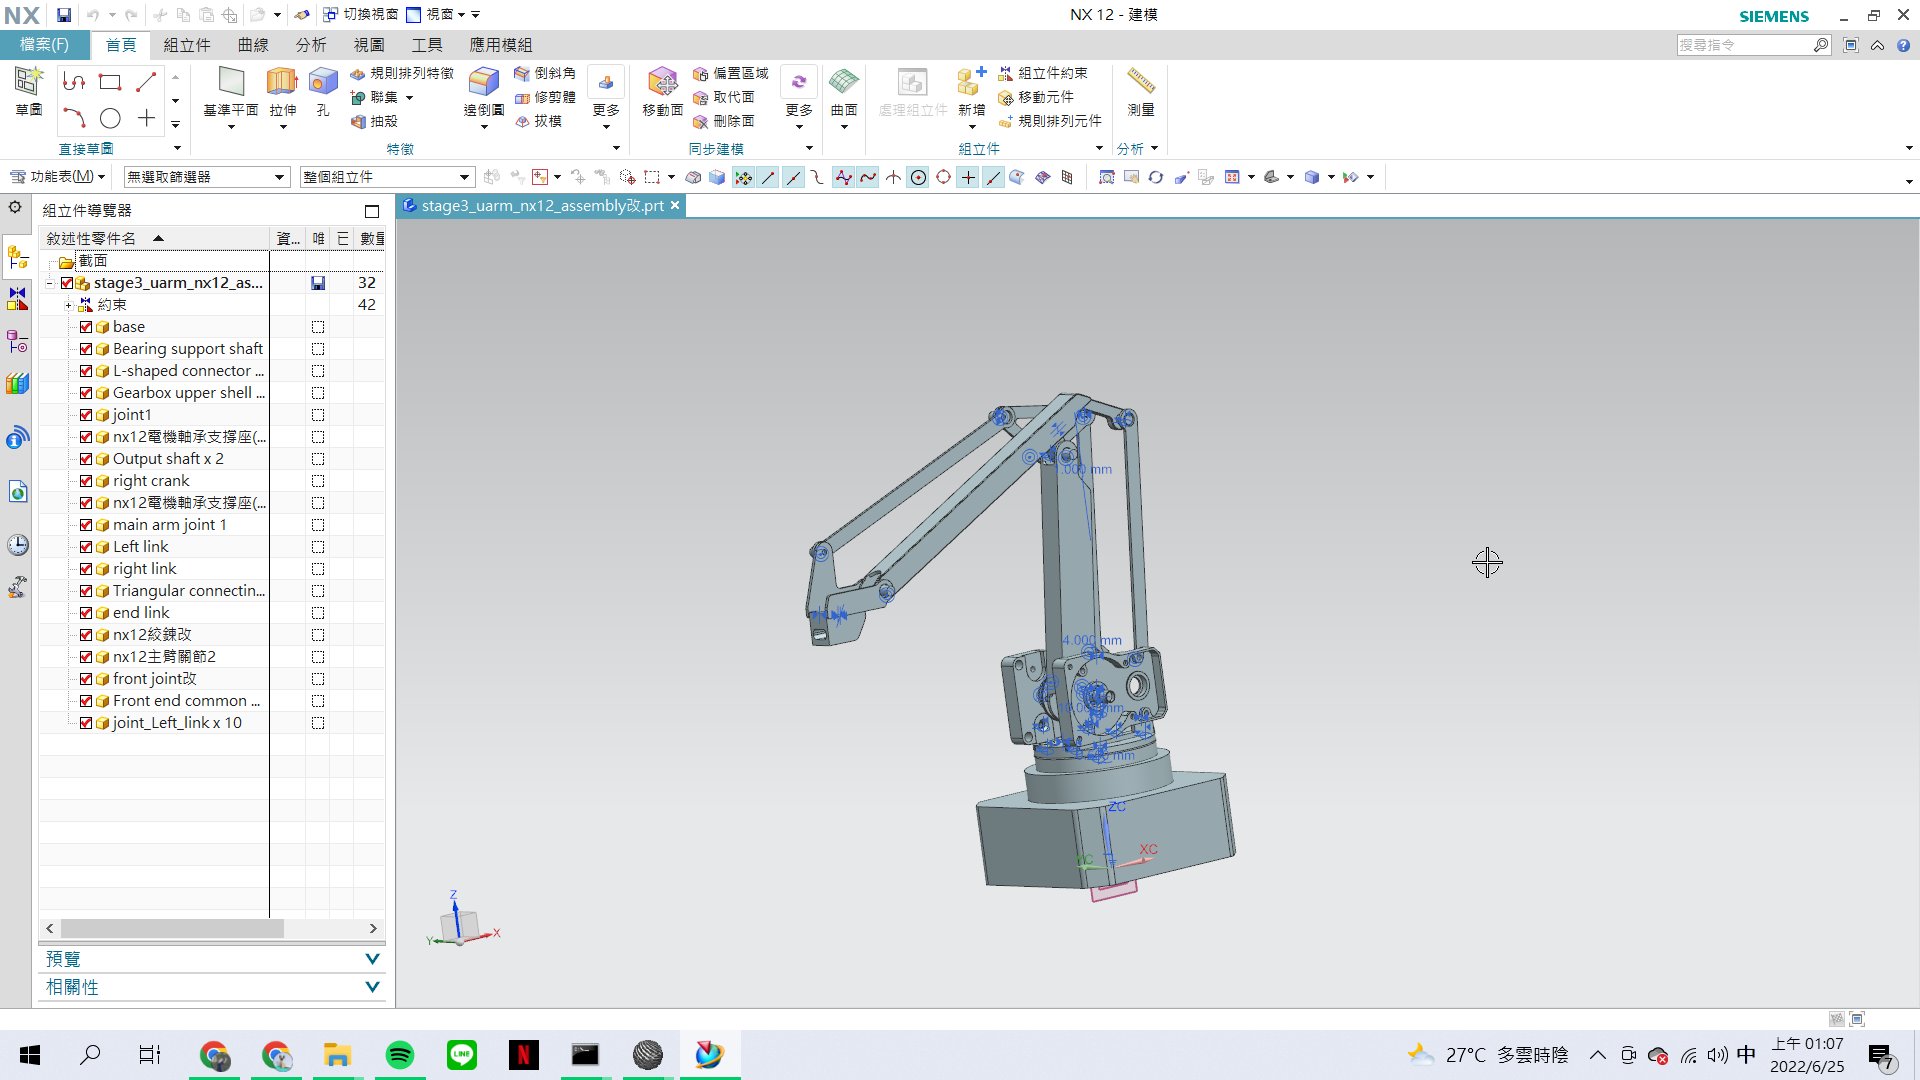 NX
切換視窗
視窗
NX 12 - 建模
SIEMENS
檔案(F)
首頁
組立件
曲線
分析
視圖
工具
應用模組
搜尋指令
草圖
直接草圖
基準平面
拉伸
孔
規則排列特徵
聯集
抽殼
邊倒圓
倒斜角
修剪體
拔模
更多
特徵
移動面
偏置區域
取代面
刪除面
更多
同步建模
曲面
處理組立件
新增
組立件約束
移動元件
規則排列元件
組立件
測量
分析
功能表(M)
無選取篩選器
整個組立件
組立件導覽器
stage3_uarm_nx12_assembly改.prt
敘述性零件名
資...
唯
已
數量
截面
stage3_uarm_nx12_as...
32
約束
42
base
Bearing support shaft
L-shaped connector ...
Gearbox upper shell ...
joint1
nx12電機軸承支撐座(...
Output shaft x 2
right crank
nx12電機軸承支撐座(...
main arm joint 1
Left link
right link
Triangular connectin...
end link
nx12絞鍊改
nx12主臂關節2
front joint改
Front end common ...
joint_Left_link x 10
預覽
相關性
.000 mm
4.000 mm
ZC
XC
YC
Z
Y
X
27°C 多雲時陰
中
上午 01:07
2022/6/25
7
LINE
N